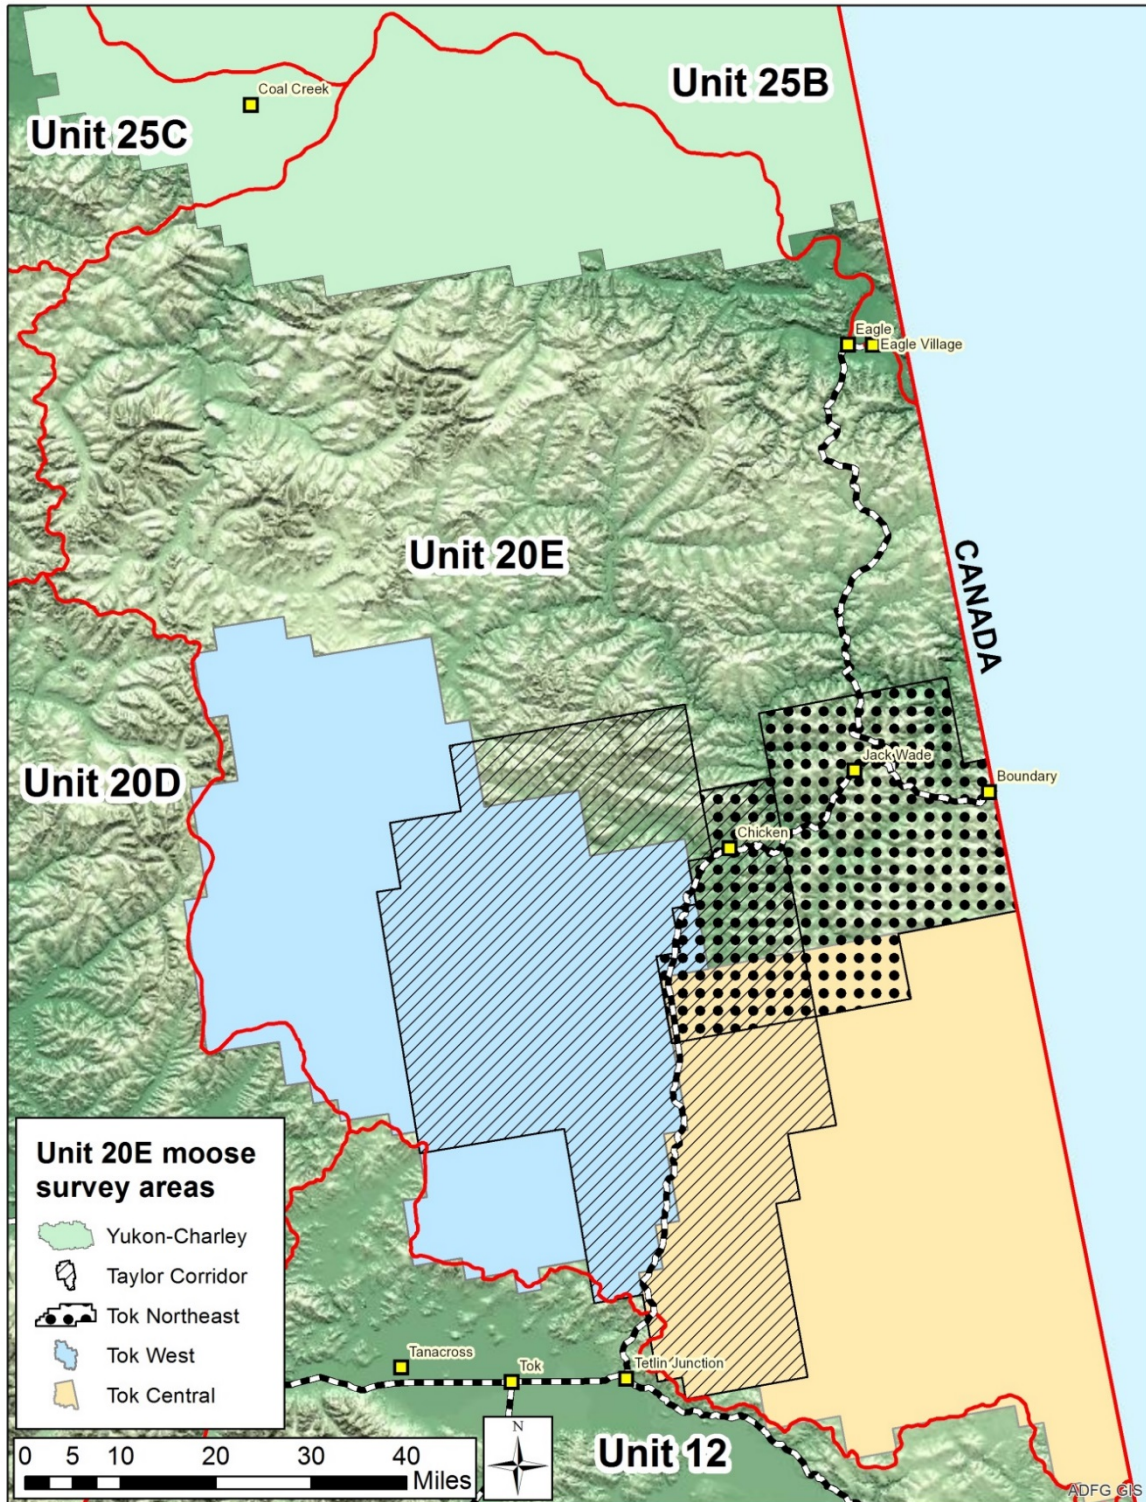 Coal Creek
Unit 25B
Unit 25C
Eagle
Eagle Village
Unit 20E
CANADA
Jack Wade
Boundary
Unit 20D
Chicken
Unit 20E moose
survey areas
Yukon-Charley
Taylor Corridor
Tok Northeast
Tok West
Tok Central
Tanacross
Tok
Tetlin Junction
N
Unit 12
0 5 10 20 30 40
Miles
ADFG GIS